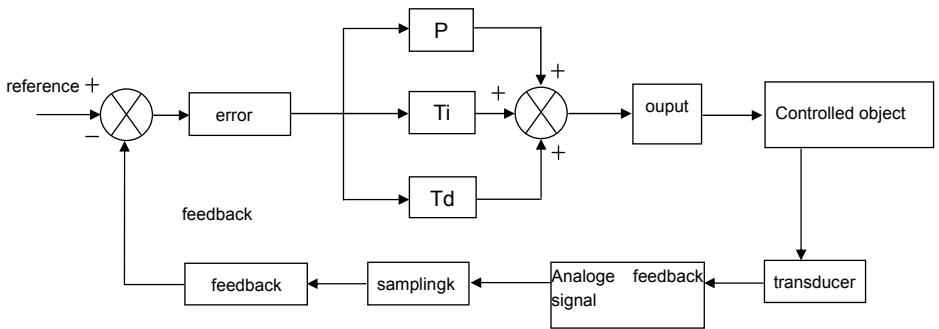 P
reference +
+
error
Ti
+
ouput
Controlled object
−
+
Td
feedback
feedback
samplingk
Analoge feedback
signal
transducer